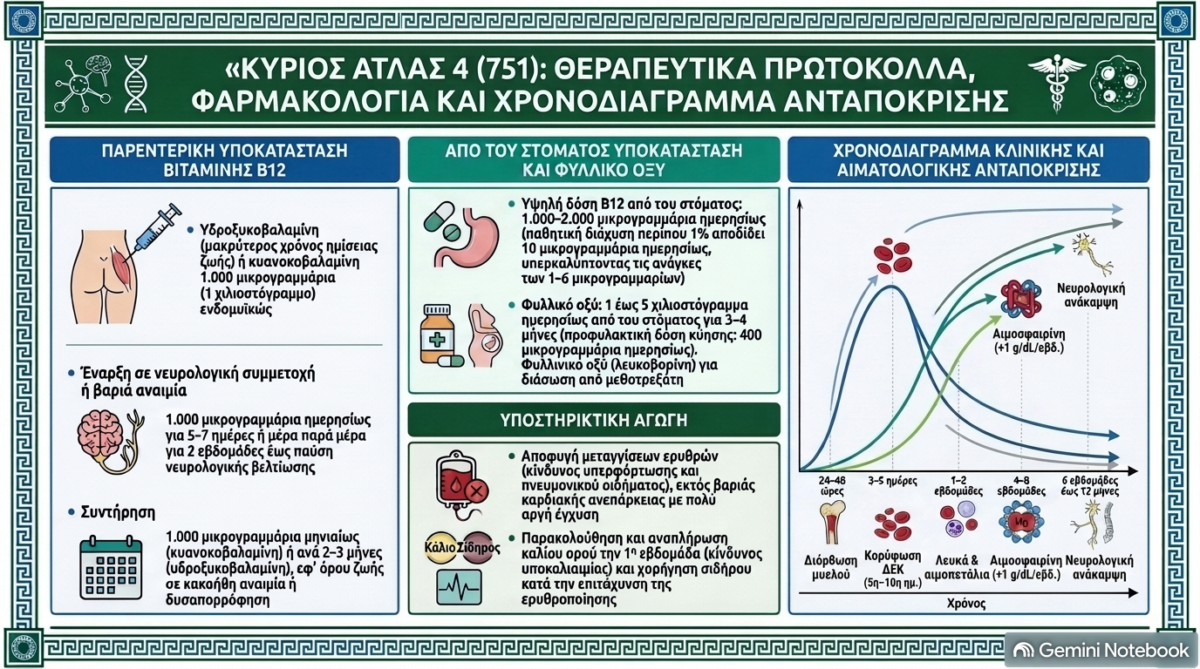 «ΚΥΡΙΟΣ ΑΤΛΑΣ 4 (751): ΘΕΡΑΠΕΥΤΙΚΑ ΠΡΩΤΟΚΟΛΛΑ,
ΦΑΡΜΑΚΟΛΟΓΙΑ ΚΑΙ ΧΡΟΝΟΔΙΑΓΡΑΜΜΑ ΑΝΤΑΠΟΚΡΙΣΗΣ
ΠΑΡΕΝΤΕΡΙΚΗ ΥΠΟΚΑΤΑΣΤΑΣΗ
ΒΙΤΑΜΙΝΗΣ Β12
• Υδροξυκοβαλαμίνη
(μακρύτερος χρόνος ημίσειας
ζωής) ή κυανοκοβαλαμίνη
1.000 μικρογραμμάρια
(1 χιλιοστόγραμμο)
ενδομυϊκώς
• Έναρξη σε νευρολογική συμμετοχή
ή βαριά αναιμία
1.000 μικρογραμμάρια ημερησίως
για 5–7 ημέρες ή μέρα παρά μέρα
για 2 εβδομάδες έως παύση
νευρολογικής βελτίωσης
• Συντήρηση
1.000 μικρογραμμάρια μηνιαίως
(κυανοκοβαλαμίνη) ή ανά 2–3 μήνες
(υδροξυκοβαλαμίνη), εφ' όρου ζωής
σε κακοήθη αναιμία ή
δυσαπορρόφηση
ΑΠΟ ΤΟΥ ΣΤΟΜΑΤΟΣ ΥΠΟΚΑΤΑΣΤΑΣΗ
ΚΑΙ ΦΥΛΛΙΚΟ ΟΞΥ
• Υψηλή δόση Β12 από του στόματος:
1.000–2.000 μικρογραμμάρια ημερησίως
(παθητική διάχυση περίπου 1% αποδίδει
10 μικρογραμμάρια ημερησίως,
υπερκαλύπτοντας τις ανάγκες
των 1–6 μικρογραμμαρίων)
• Φυλλικό οξύ: 1 έως 5 χιλιοστόγραμμα
ημερησίως από του στόματος για 3–4
μήνες (προφυλακτική δόση κύησης: 400
μικρογραμμάρια ημερησίως).
Φυλλινικό οξύ (λευκοβορίνη) για
διάσωση από μεθοτρεξάτη
ΥΠΟΣΤΗΡΙΚΤΙΚΗ ΑΓΩΓΗ
• Αποφυγή μεταγγίσεων ερυθρών
(κίνδυνος υπερφόρτωσης και
πνευμονικού οιδήματος), εκτός βαριάς
καρδιακής ανεπάρκειας με πολύ
αργή έγχυση
Κάλιο Σίδηρος
• Παρακολούθηση και αναπλήρωση
καλίου ορού την 1η εβδομάδα (κίνδυνος
υποκαλιαιμίας) και χορήγηση σιδήρου
κατά την επιτάχυνση της
ερυθροποίησης
ΧΡΟΝΟΔΙΑΓΡΑΜΜΑ ΚΛΙΝΙΚΗΣ ΚΑΙ
ΑΙΜΑΤΟΛΟΓΙΚΗΣ ΑΝΤΑΠΟΚΡΙΣΗΣ
Νευρολογική
ανάκαμψη
Αιμοσφαιρίνη
(+1 g/dL/εβδ.)
24–48
ώρες
3–5 ημέρες
1–2
εβδομάδες
4–8
εβδομάδες
6 εβδομάδες
έως 12 μήνες
Διόρθωση
μυελού
Κορύφωση
ΔΕΚ
(5η–10η ημ.)
Λευκά &
αιμοπετάλια
Αιμοσφαιρίνη
(+1 g/dL/εβδ.)
Νευρολογική
ανάκαμψη
Χρόνος
Gemini Notebook